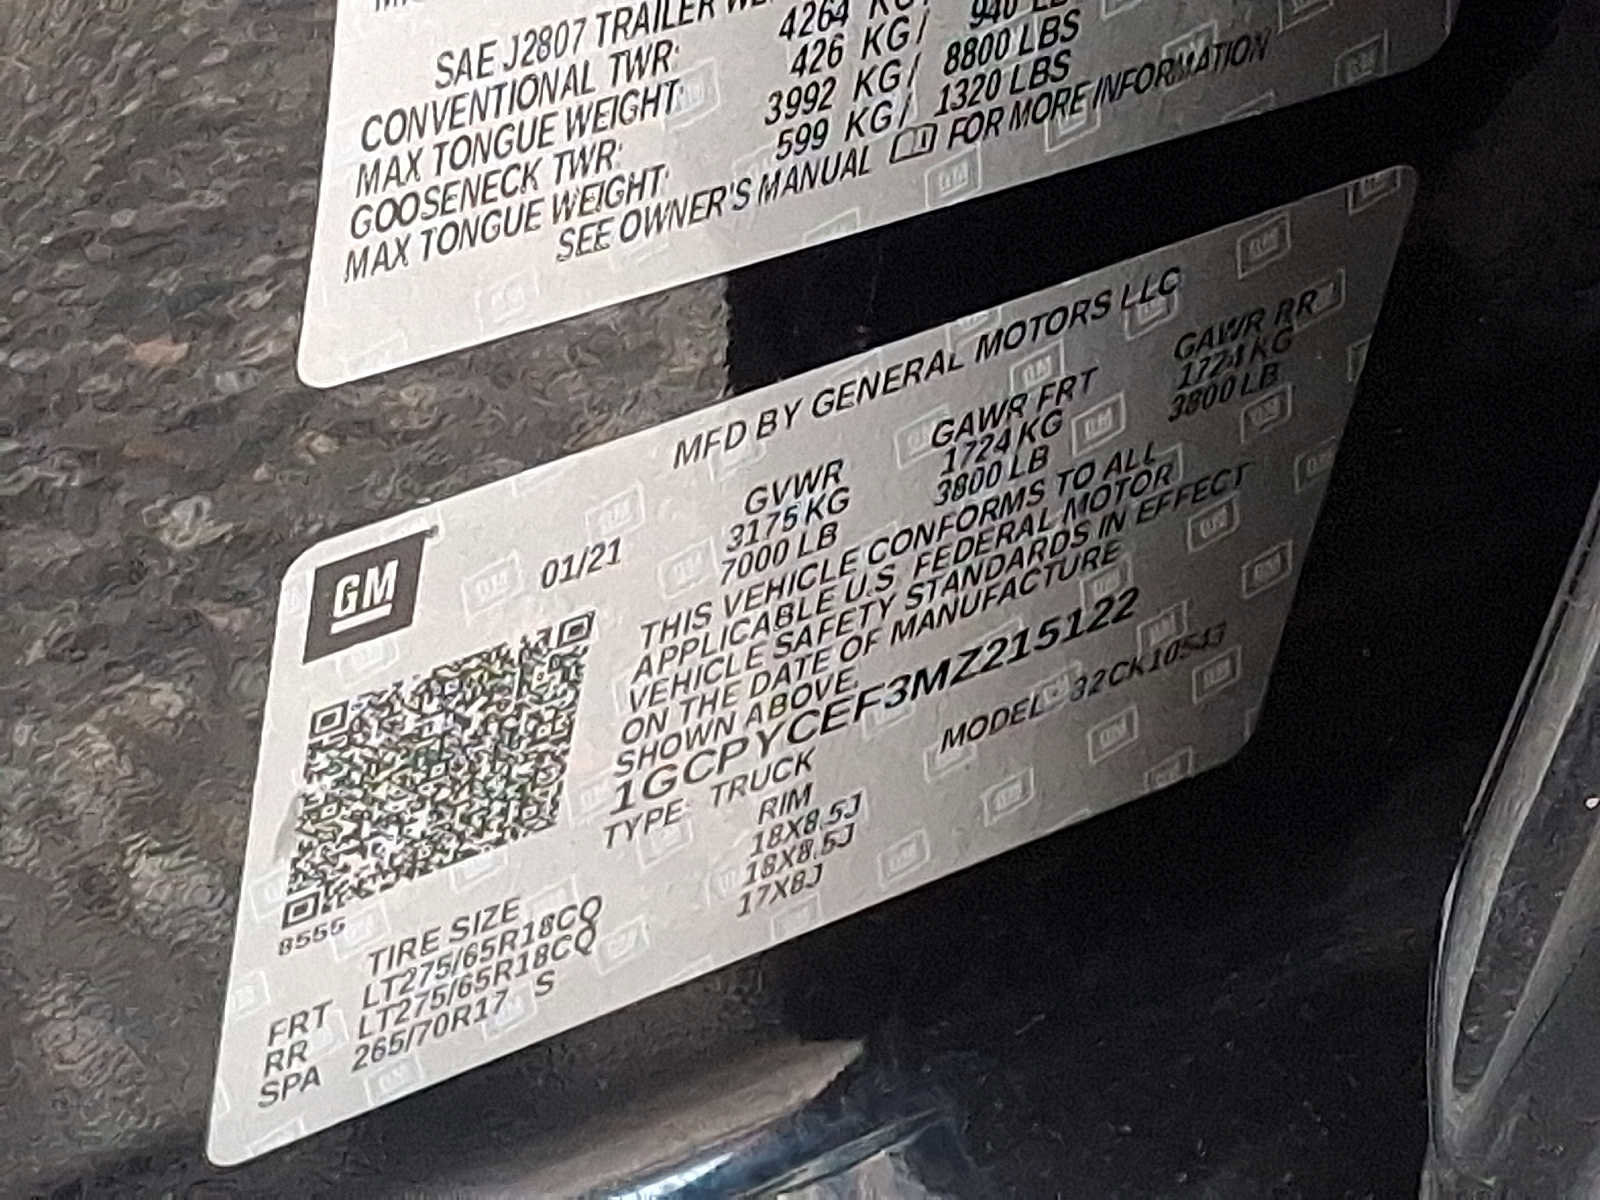 SAE J2807 TRAILER
CONVENTIONAL TWR: 4264 KG/
MAX TONGUE WEIGHT: 426 KG/ 940 LBS
GOOSENECK TWR: 3992 KG/ 8800 LBS
MAX TONGUE WEIGHT: 599 KG/ 1320 LBS
SEE OWNER'S MANUAL FOR MORE INFORMATION
MFD BY GENERAL MOTORS LLC
GM
01/21
GVWR GAWR FRT GAWR RR
3175 KG 1724 KG 1724 KG
7000 LB 3800 LB 3800 LB
THIS VEHICLE CONFORMS TO ALL
APPLICABLE U.S. FEDERAL MOTOR
VEHICLE SAFETY STANDARDS IN EFFECT
ON THE DATE OF MANUFACTURE
SHOWN ABOVE.
1GCPYCEF3MZ215122
TYPE: TRUCK MODEL:
8555
TIRE SIZE RIM
FRT LT275/65R18CQ 18X8.5J
RR LT275/65R18CQ 18X8.5J
SPA 265/70R17 S 17X8J